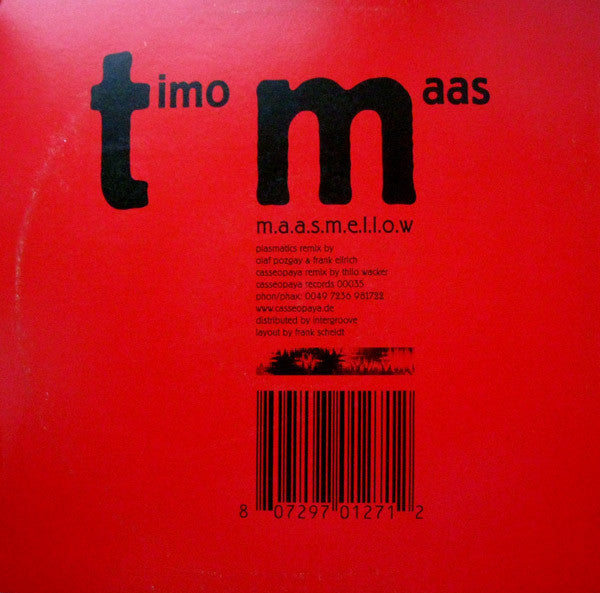 timo maas
m.a.a.s.m.e.l.l.o.w
plasmatics remix by
olaf pozgay & frank ellrich
casseopaya remix by thilo wacker
casseopaya records 00035
phon/phax: 0049 7236 981722
www.casseopaya.de
distributed by intergroove
layout by frank scheidt
8 07297 01271 2